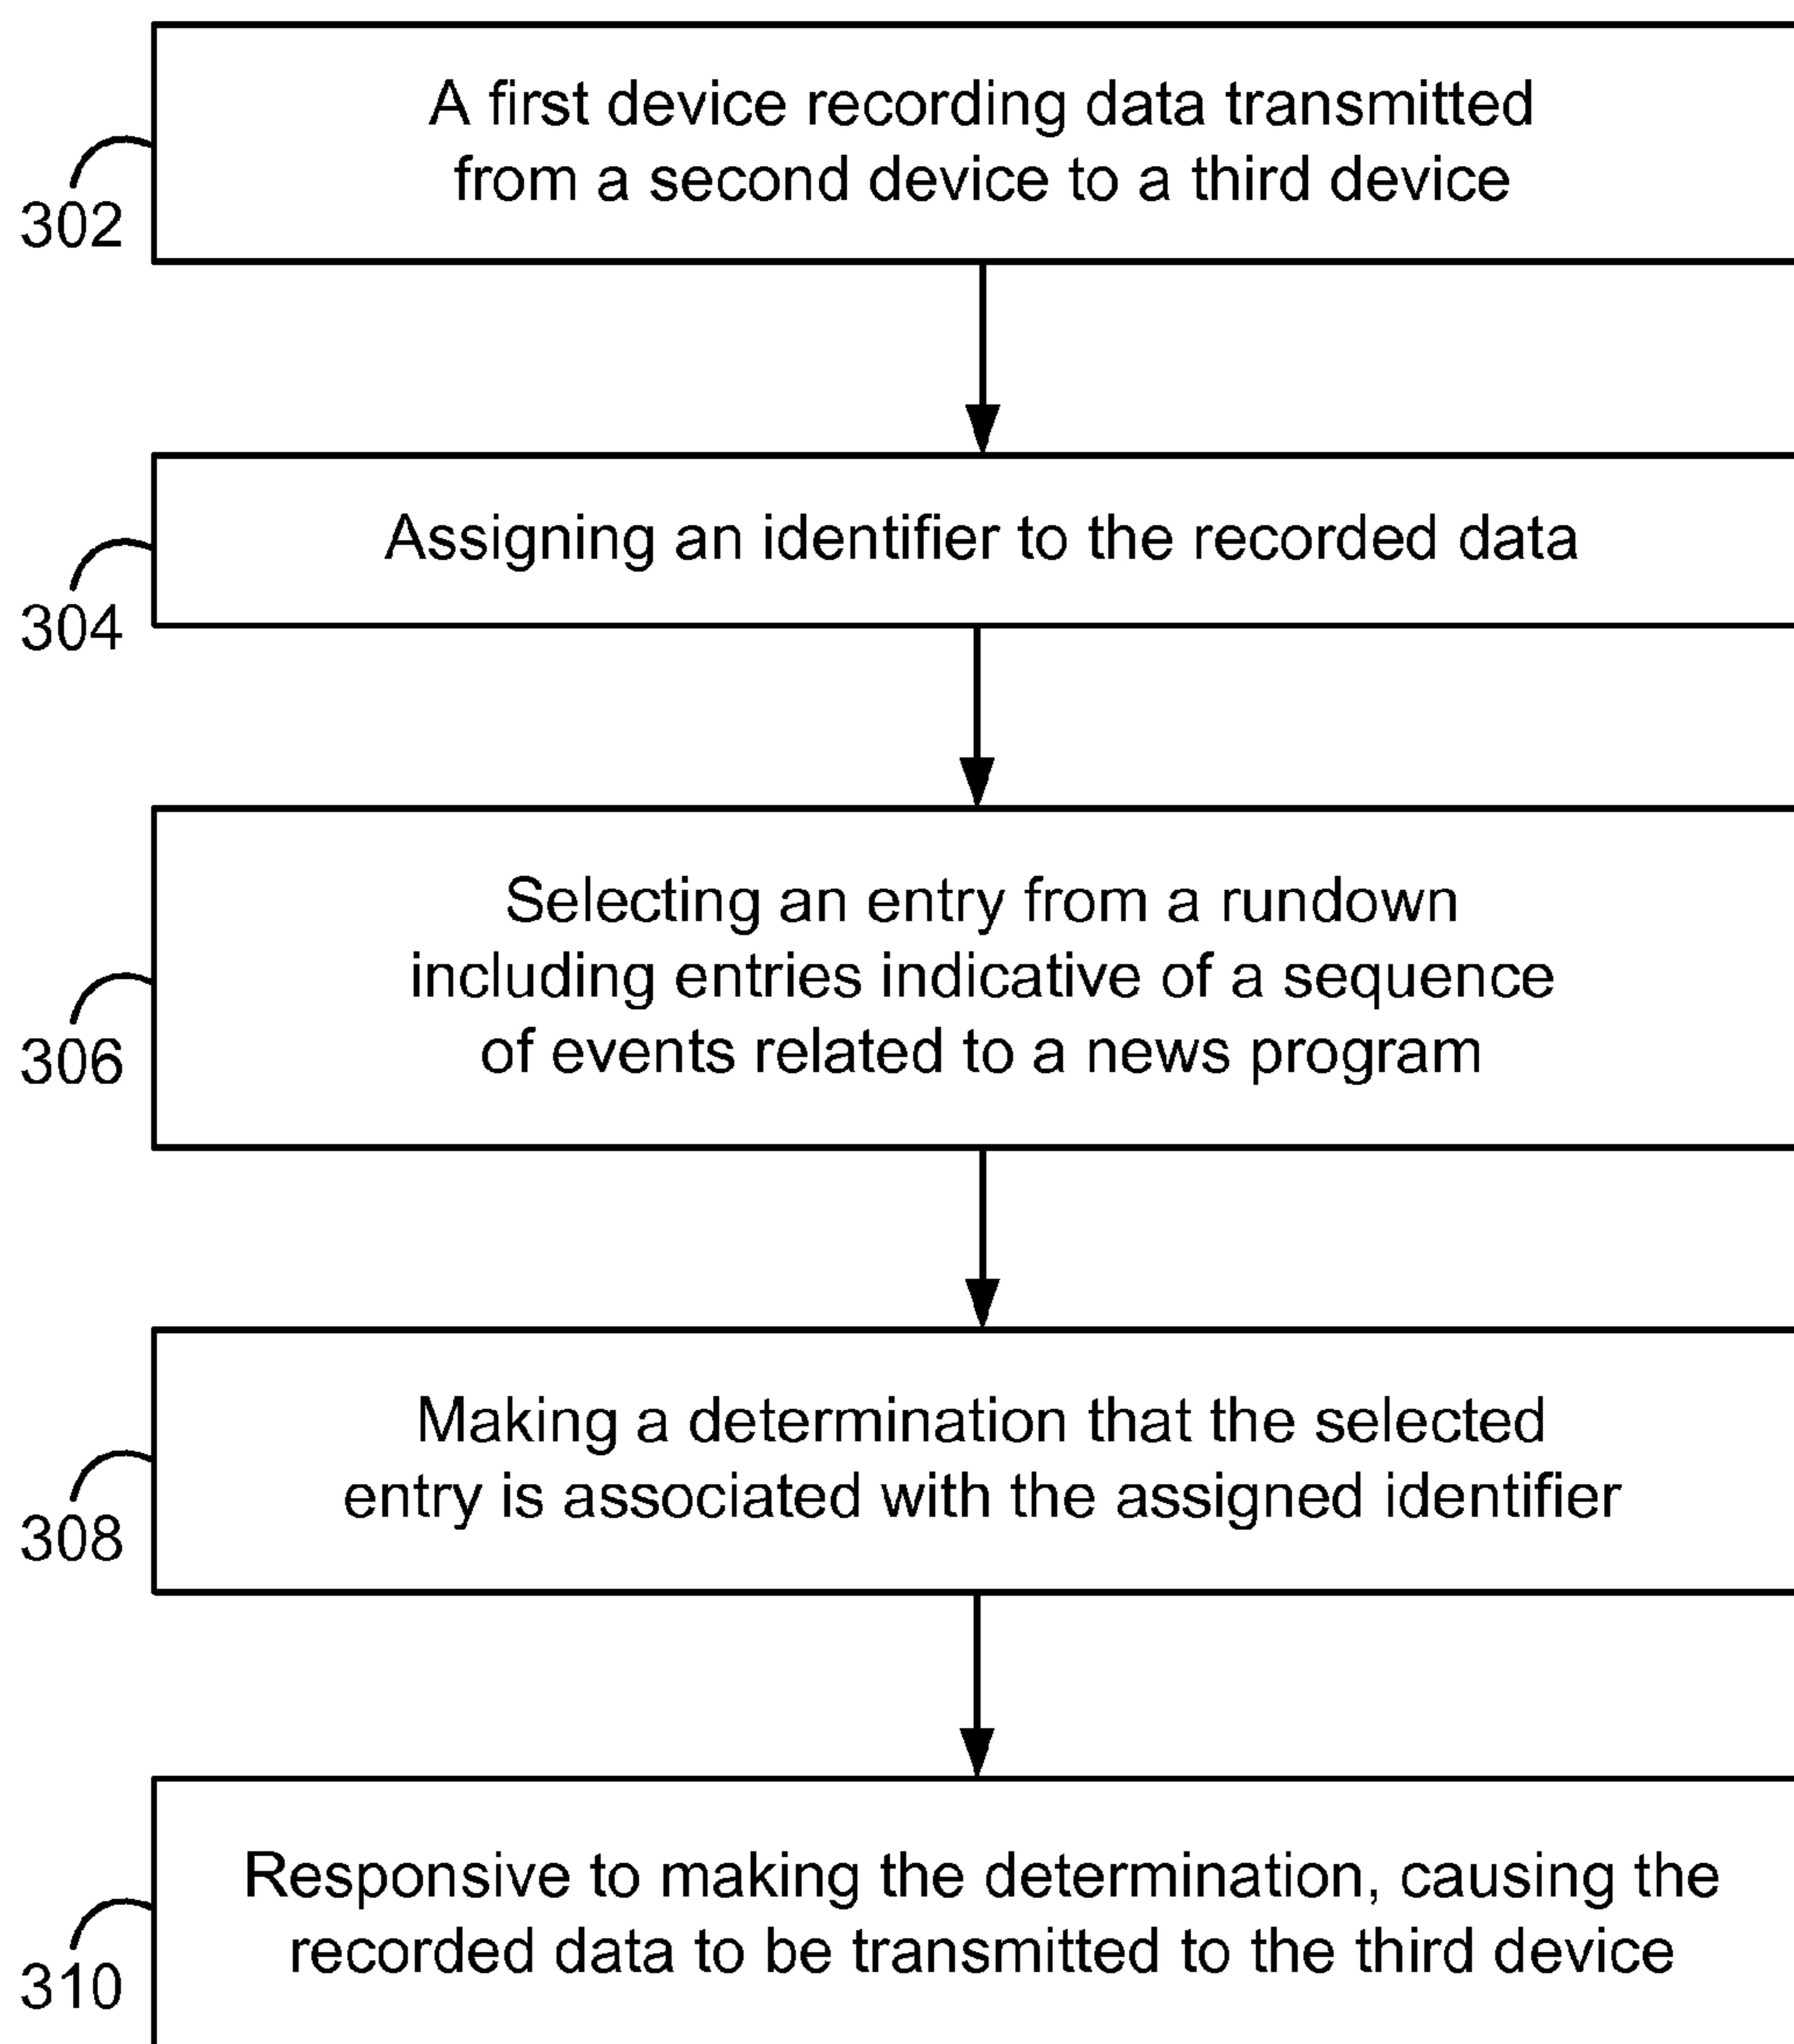 A first device recording data transmitted
from a second device to a third device
302
Assigning an identifier to the recorded data
304
Selecting an entry from a rundown
including entries indicative of a sequence
of events related to a news program
306
Making a determination that the selected
entry is associated with the assigned identifier
308
Responsive to making the determination, causing the
recorded data to be transmitted to the third device
310